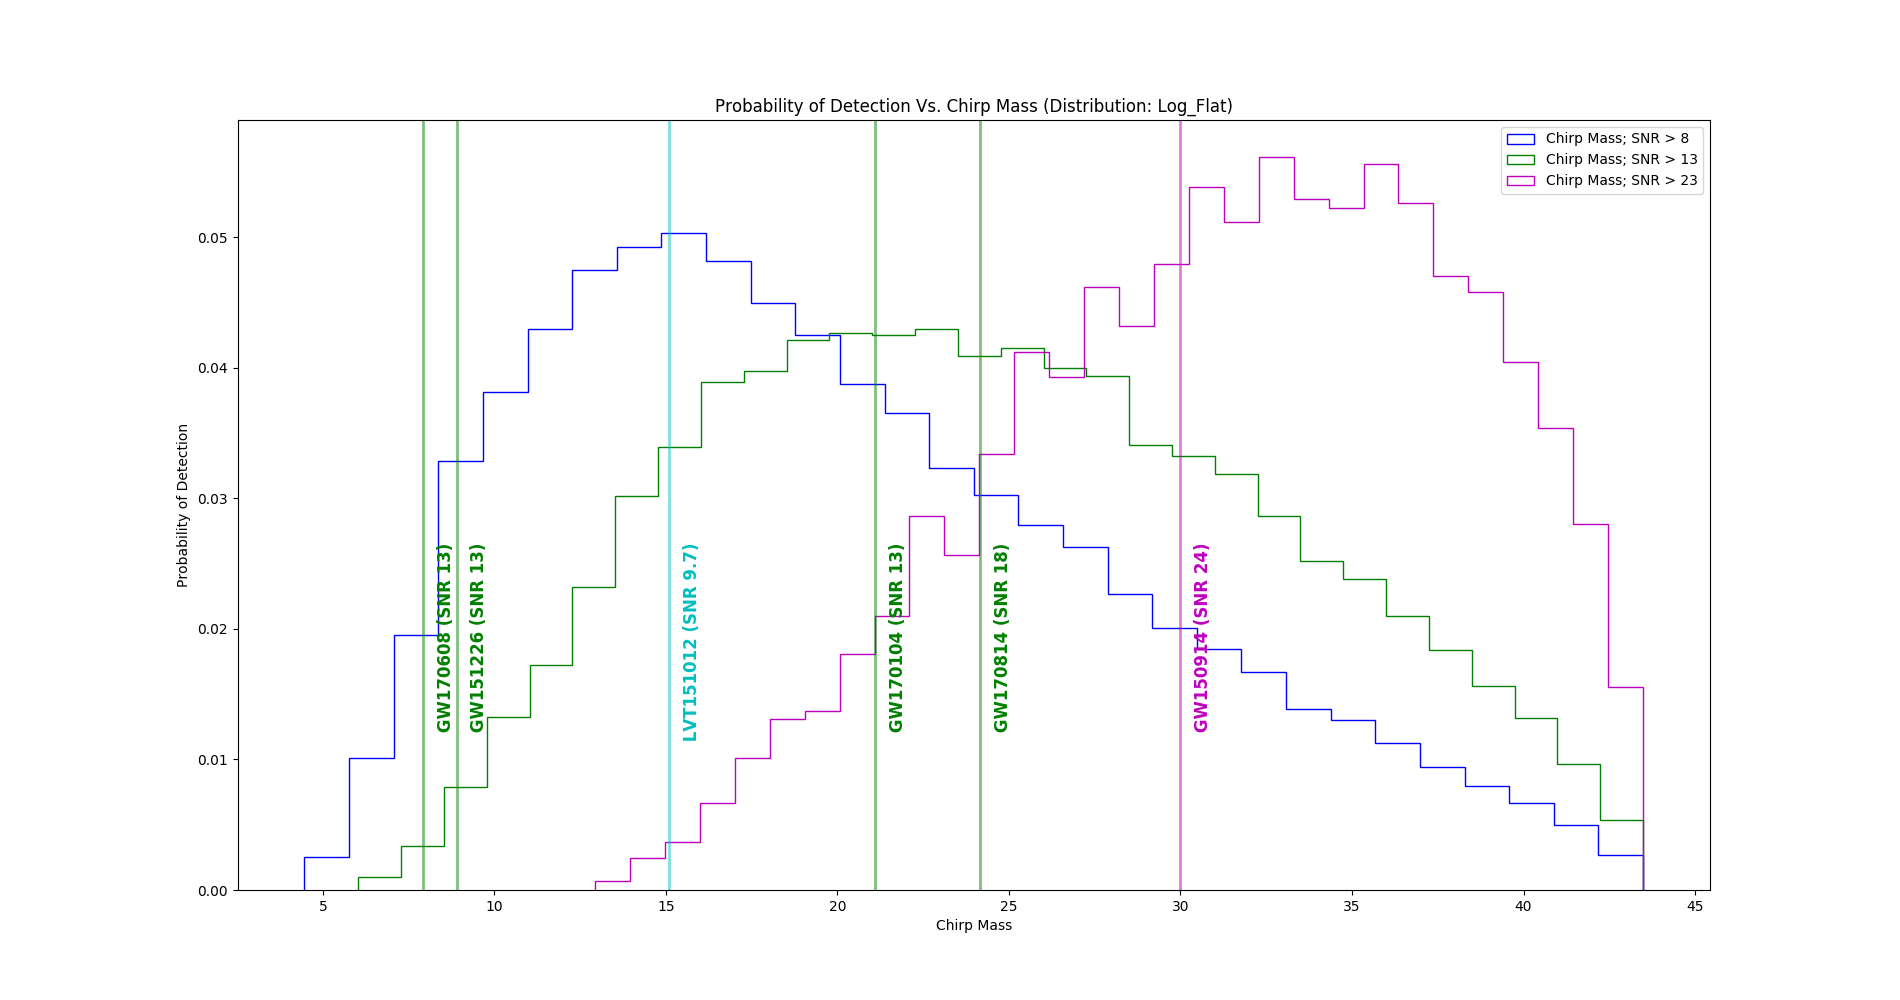 Probability of Detection Vs. Chirp Mass (Distribution: Log_Flat)
Chirp Mass; SNR > 8
Chirp Mass; SNR > 13
Chirp Mass; SNR > 23
Probability of Detection
0.05
0.04
0.03
0.02
0.01
0.00
GW170608 (SNR 13)
GW151226 (SNR 13)
LVT151012 (SNR 9.7)
GW170104 (SNR 13)
GW170814 (SNR 18)
GW150914 (SNR 24)
5 10 15 20 25 30 35 40 45
Chirp Mass